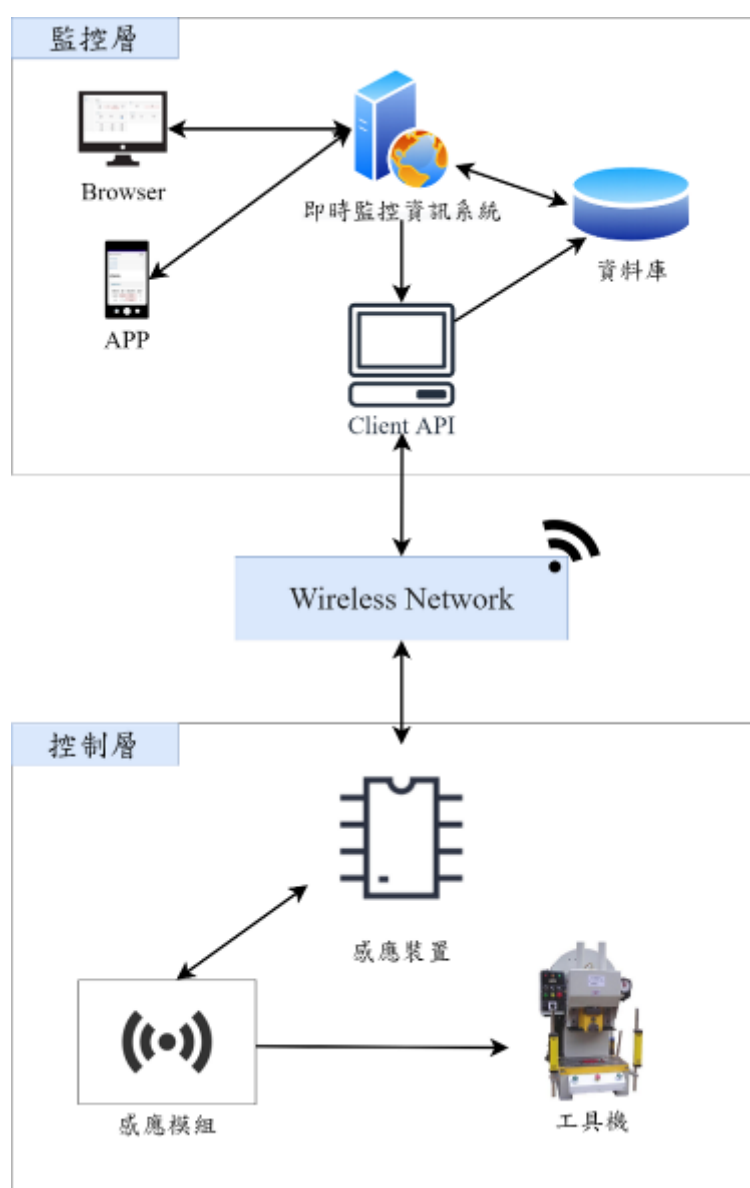 監控層
Browser
即時監控資訊系統
資料庫
APP
Client API
Wireless Network
控制層
感應裝置
感應模組
工具機